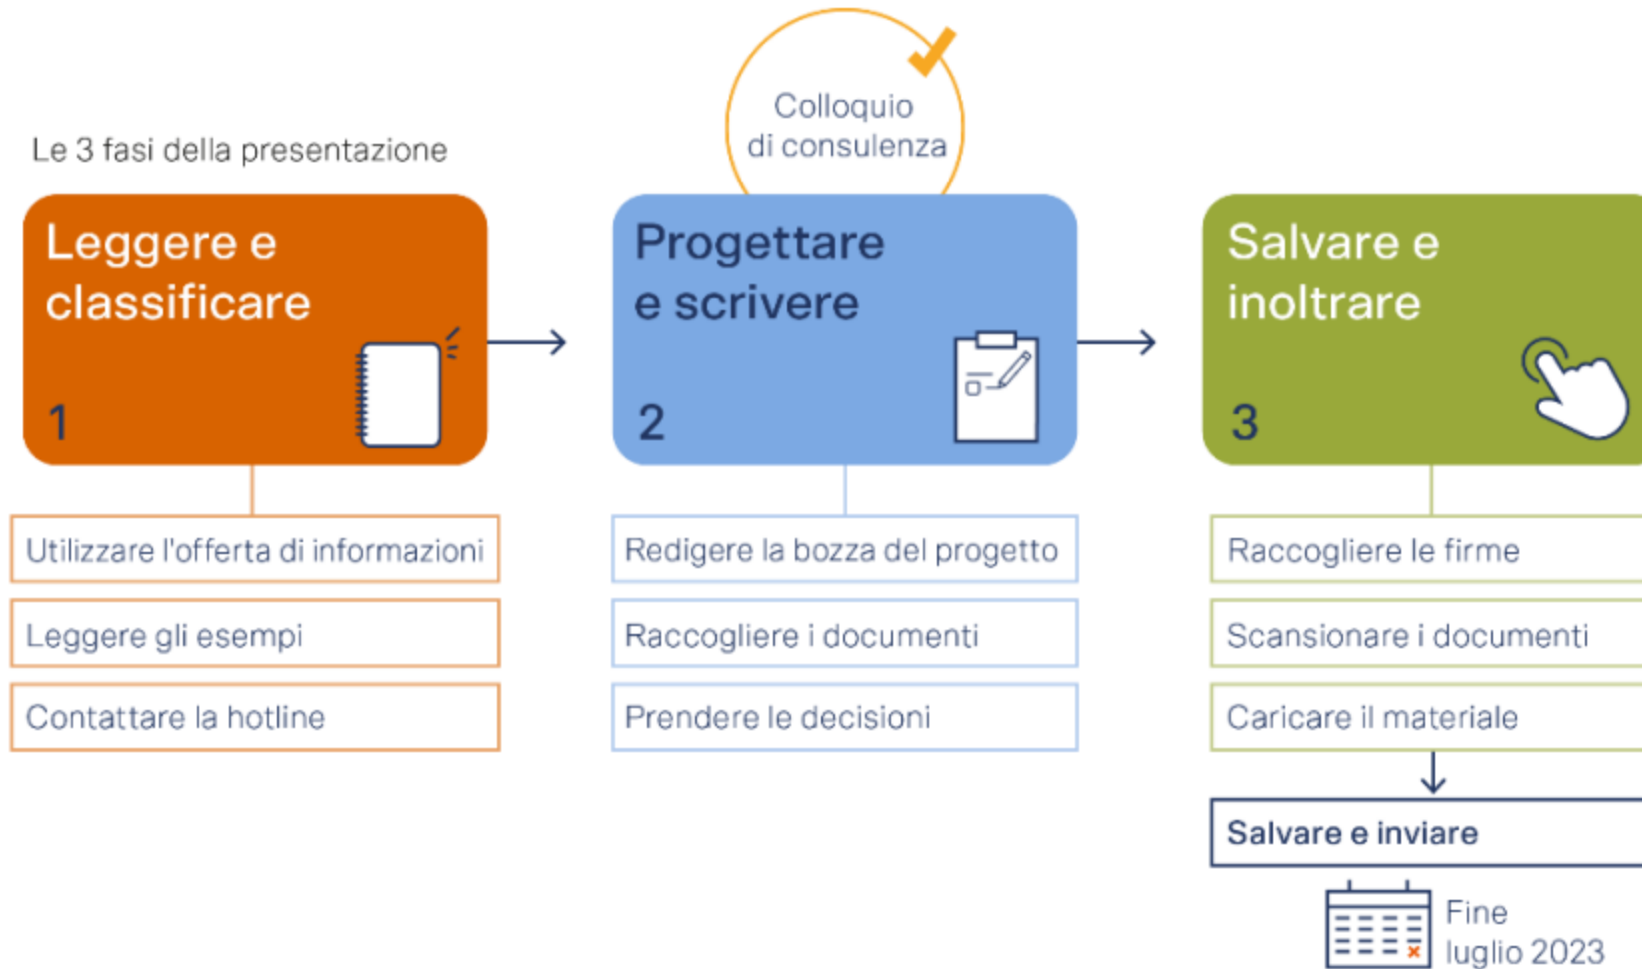 Le 3 fasi della presentazione
Colloquio
di consulenza
Leggere e
classificare
1
Utilizzare l'offerta di informazioni
Leggere gli esempi
Contattare la hotline
Progettare
e scrivere
2
Redigere la bozza del progetto
Raccogliere i documenti
Prendere le decisioni
Salvare e
inoltrare
3
Raccogliere le firme
Scansionare i documenti
Caricare il materiale
Salvare e inviare
Fine
luglio 2023